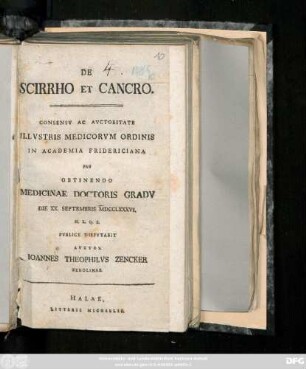 DE
SCIRRHO ET CANCRO.
CONSENSV AC AVCTORITATE
ILLVSTRIS MEDICORVM ORDINIS
IN ACADEMIA FRIDERICIANA
PRO
OBTINENDO
MEDICINAE DOCTORIS GRADV
DIE XX. SEPTEMBRIS MDCCLXXXVI.
H. L. Q. S.
PVBLICE DISPVTABIT
AVCTOR
IOANNES THEOPHILVS ZENCKER
HALAE,
LITTERIS MICHAELIS.
DFG